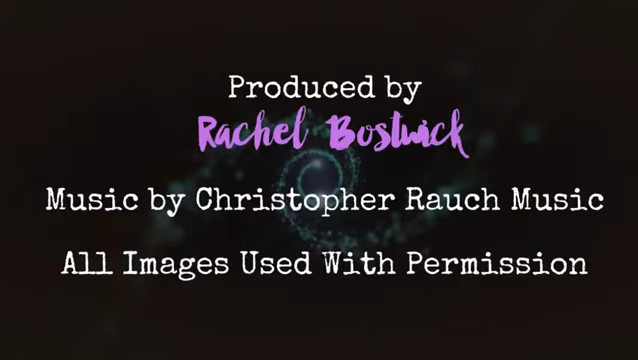 Produced by
Rachel Bostwick
Music by Christopher Rauch Music
All Images Used With Permission